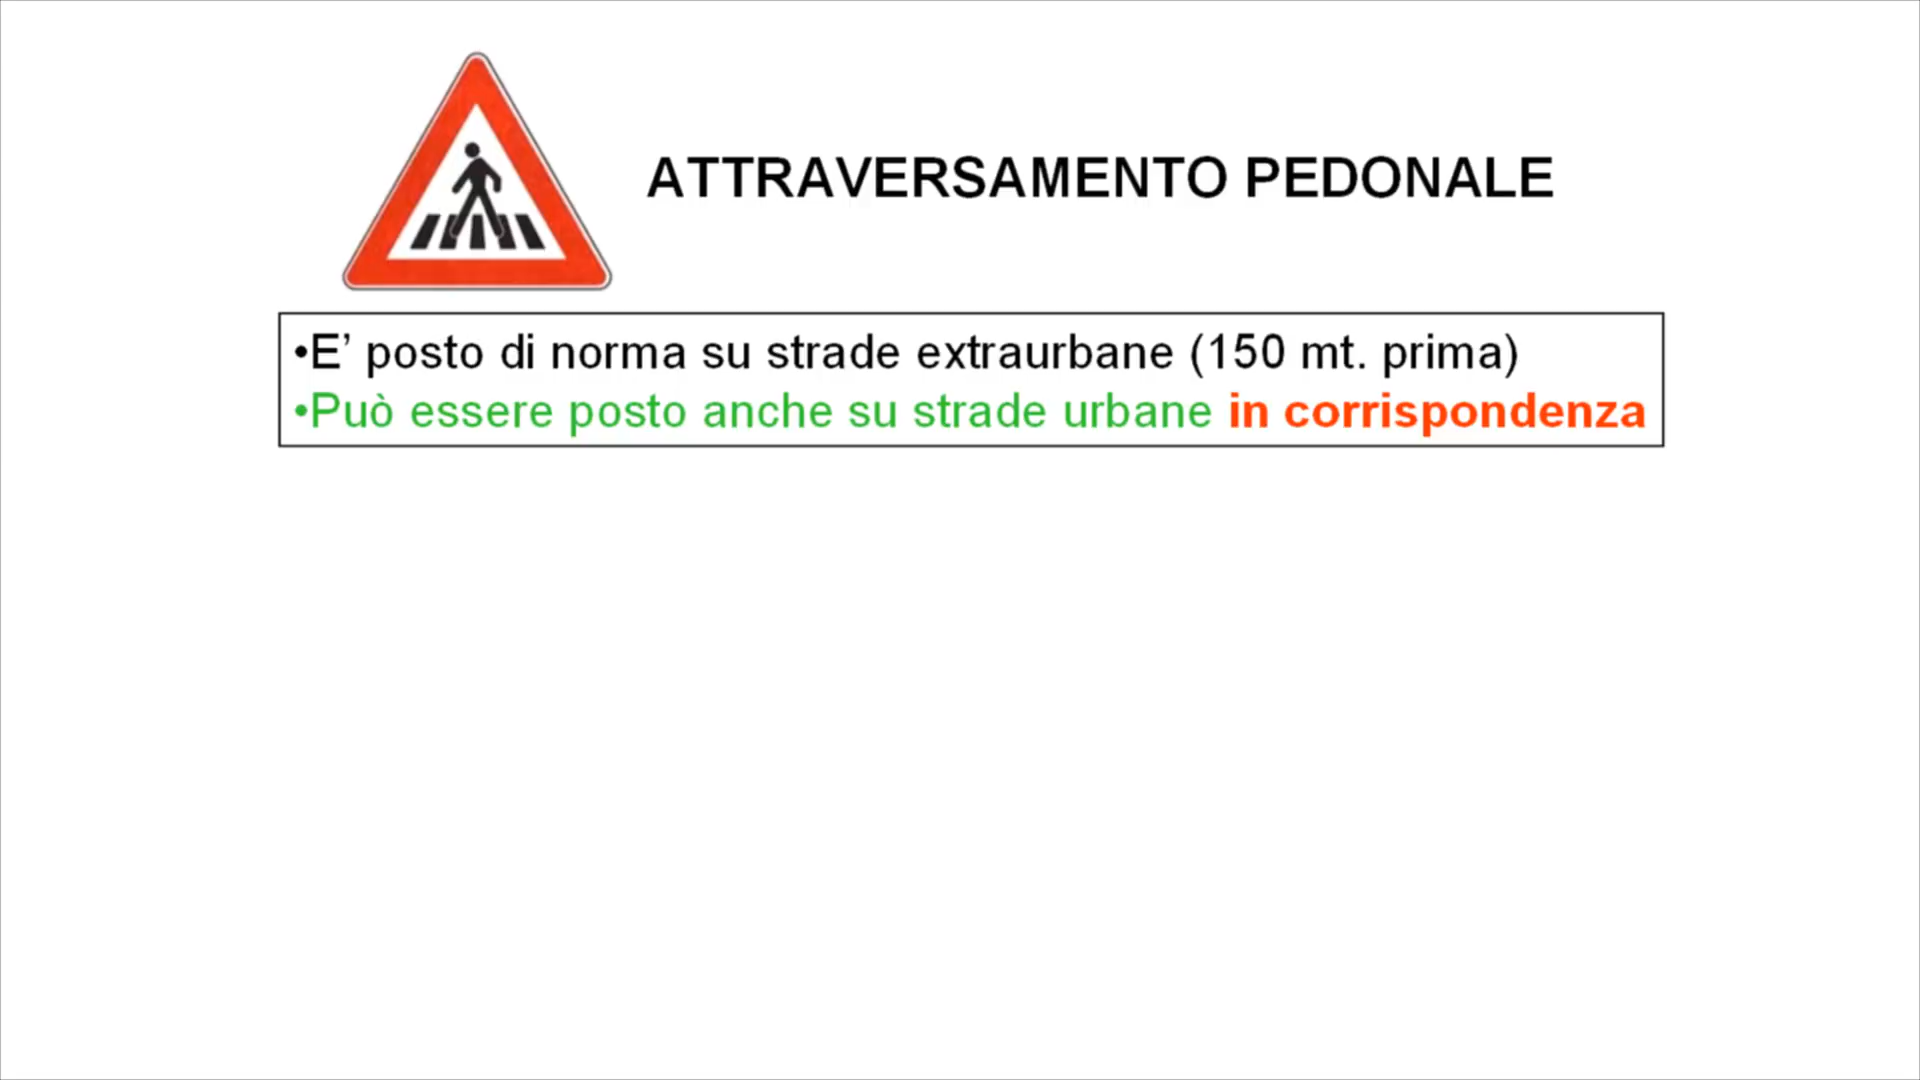 ATTRAVERSAMENTO PEDONALE
•E’ posto di norma su strade extraurbane (150 mt. prima)
•Può essere posto anche su strade urbane in corrispondenza